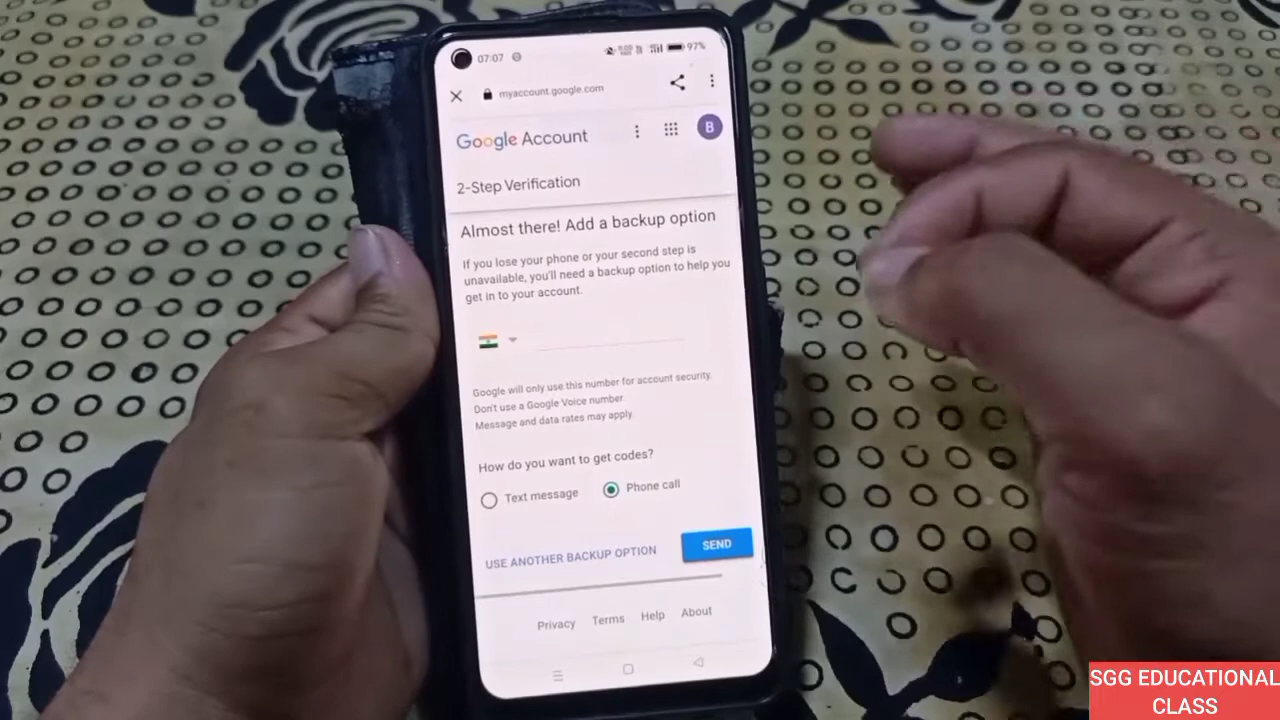 07:07
97%
myaccount.google.com
Google Account
B
2-Step Verification
Almost there! Add a backup option
If you lose your phone or your second step is
unavailable, you'll need a backup option to help you
get in to your account.
Google will only use this number for account security.
Don't use a Google Voice number.
Message and data rates may apply.
How do you want to get codes?
Text message
Phone call
USE ANOTHER BACKUP OPTION
SEND
Privacy
Terms
Help
About
SGG EDUCATIONAL
CLASS